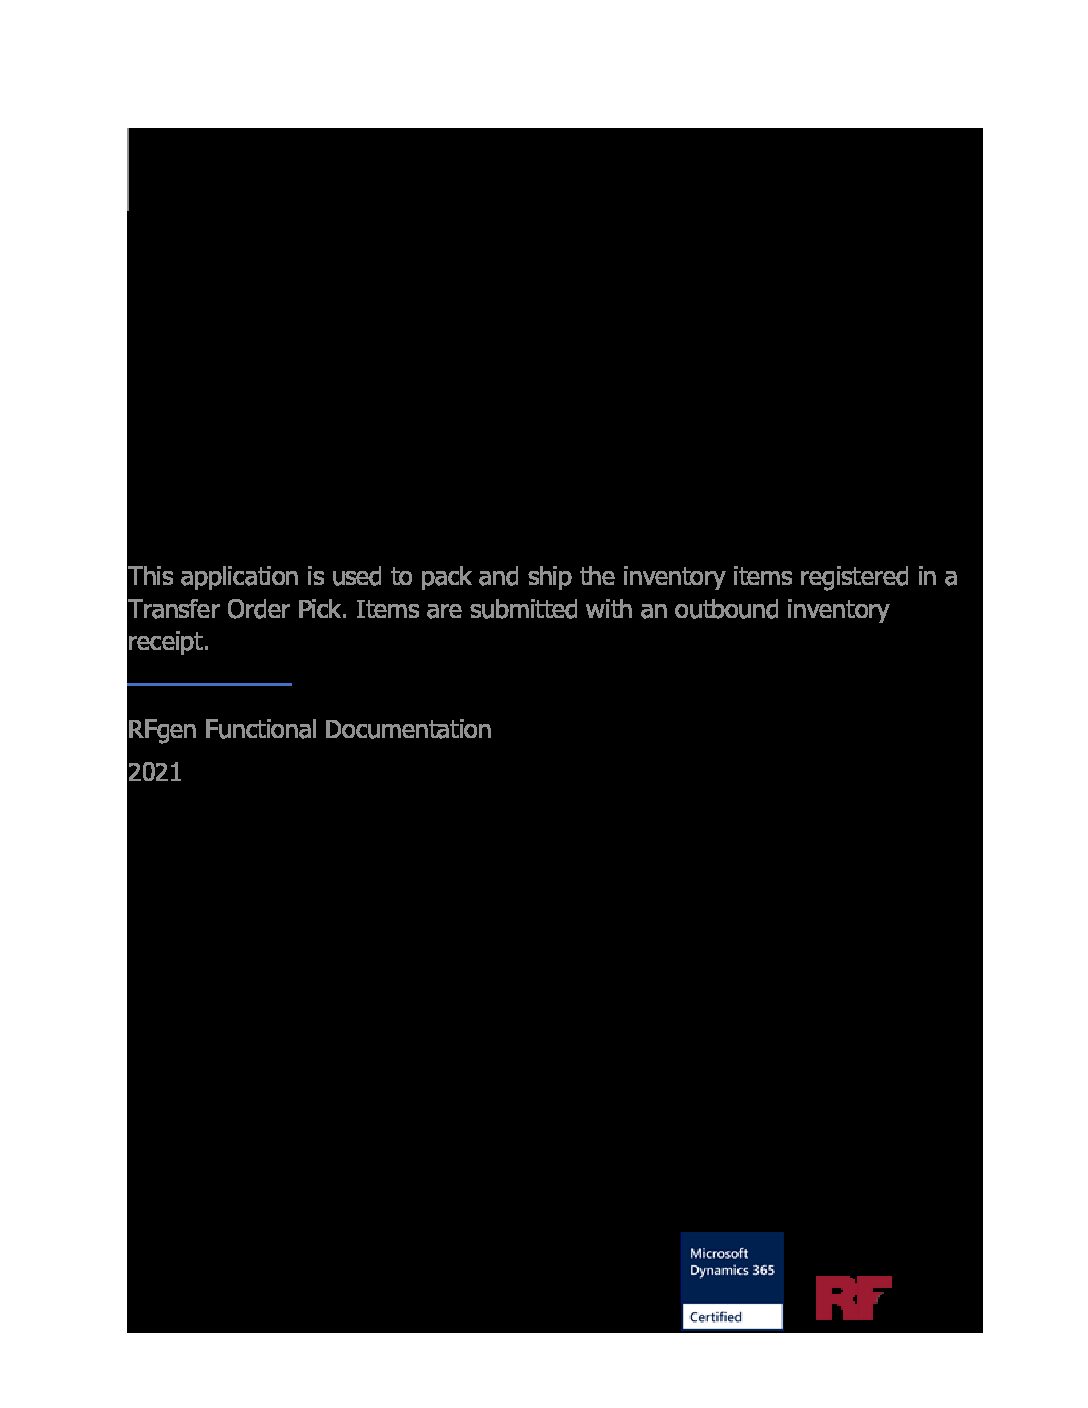 This application is used to pack and ship the inventory items registered in a
Transfer Order Pick. Items are submitted with an outbound inventory
receipt.
RFgen Functional Documentation
2021
Microsoft
Dynamics 365
Certified
RF